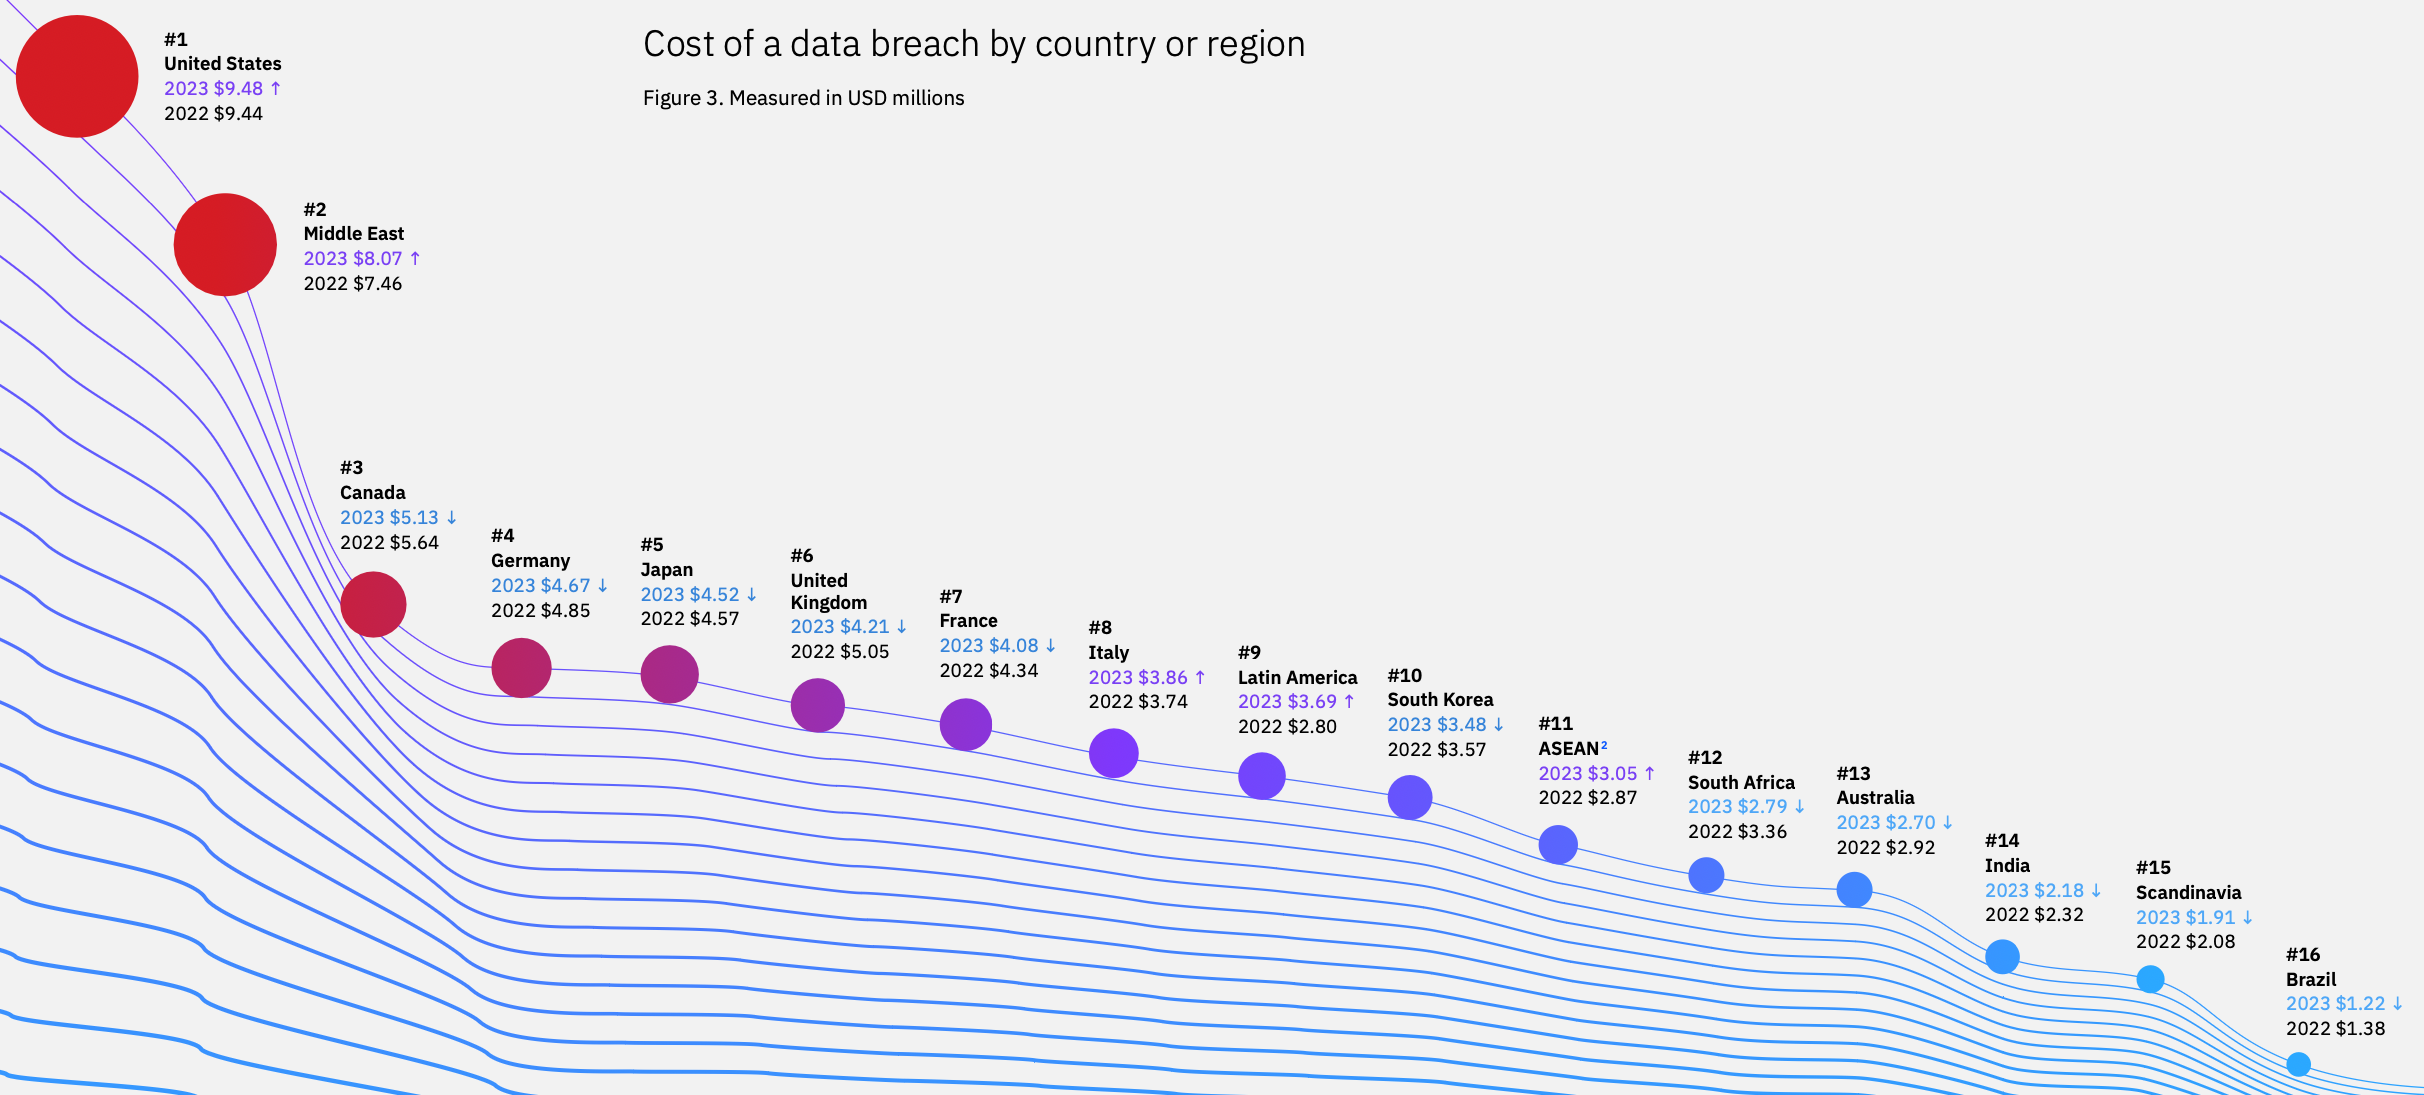 Cost of a data breach by country or region
Figure 3. Measured in USD millions
#1
United States
2023 $9.48 ↑
2022 $9.44
#2
Middle East
2023 $8.07 ↑
2022 $7.46
#3
Canada
2023 $5.13 ↓
2022 $5.64
#4
Germany
2023 $4.67 ↓
2022 $4.85
#5
Japan
2023 $4.52 ↓
2022 $4.57
#6
United
Kingdom
2023 $4.21 ↓
2022 $5.05
#7
France
2023 $4.08 ↓
2022 $4.34
#8
Italy
2023 $3.86 ↑
2022 $3.74
#9
Latin America
2023 $3.69 ↑
2022 $2.80
#10
South Korea
2023 $3.48 ↓
2022 $3.57
#11
ASEAN²
2023 $3.05 ↑
2022 $2.87
#12
South Africa
2023 $2.79 ↓
2022 $3.36
#13
Australia
2023 $2.70 ↓
2022 $2.92
#14
India
2023 $2.18 ↓
2022 $2.32
#15
Scandinavia
2023 $1.91 ↓
2022 $2.08
#16
Brazil
2023 $1.22 ↓
2022 $1.38